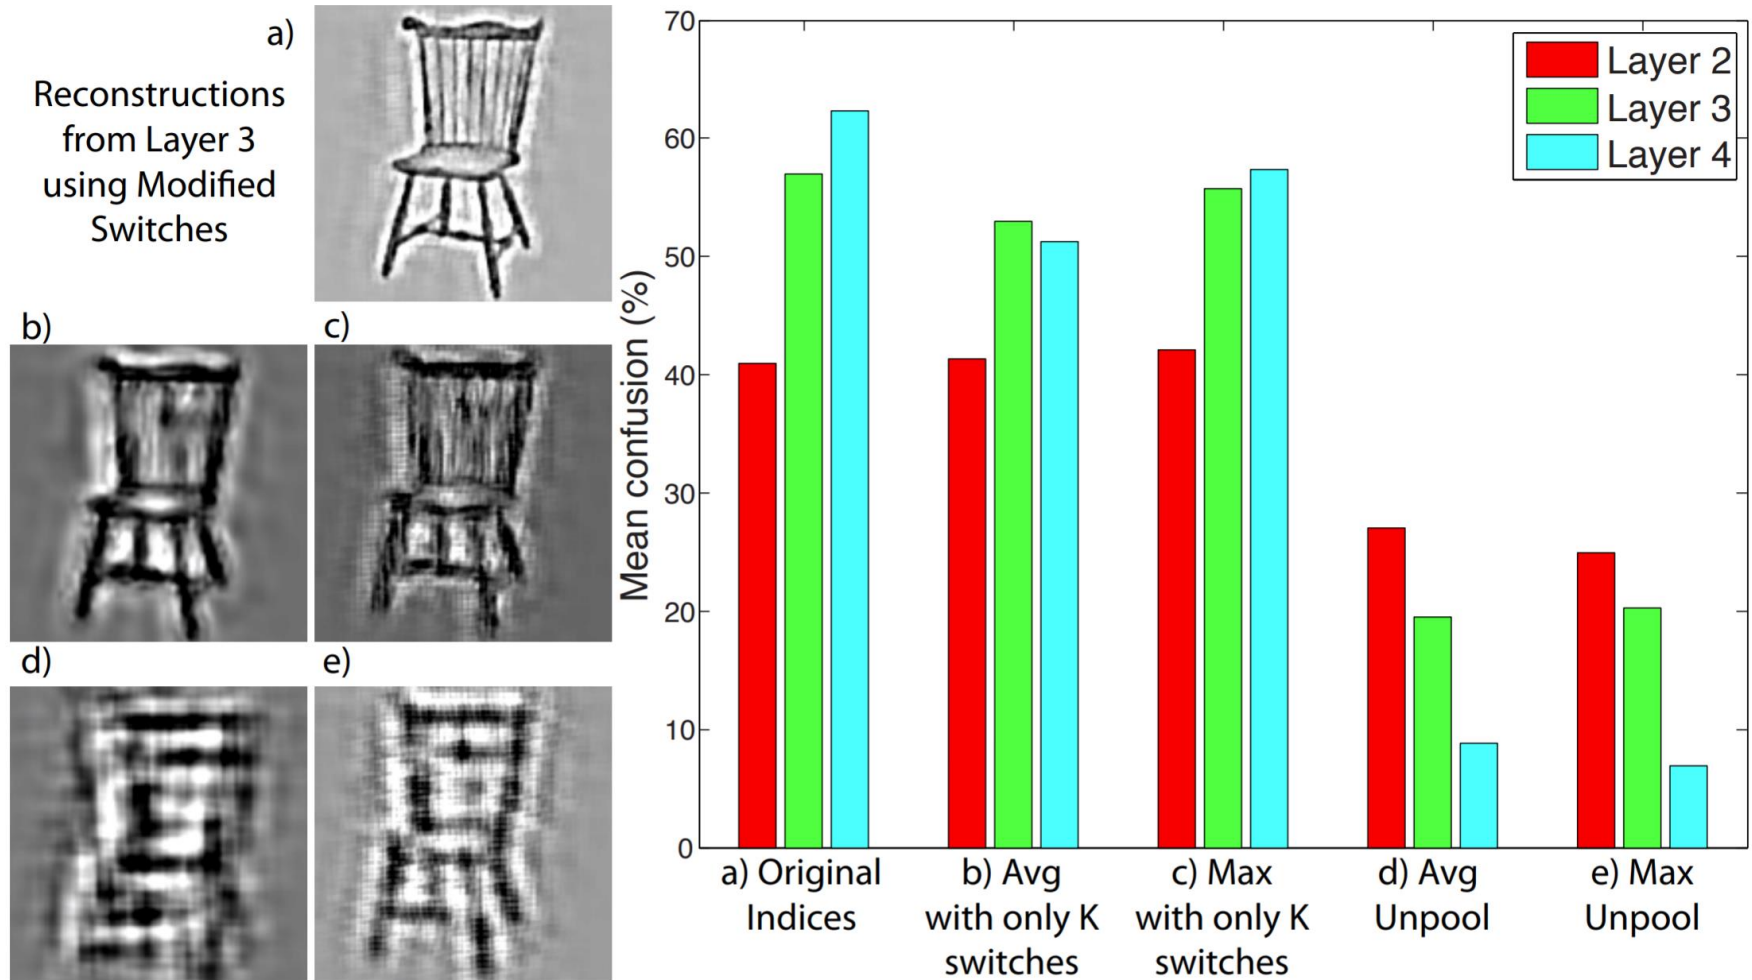 a)
Reconstructions
from Layer 3
using Modified
Switches
b)
c)
d)
e)
Mean confusion (%)
70
60
50
40
30
20
10
0
Layer 2
Layer 3
Layer 4
a) Original
Indices
b) Avg
with only K
switches
c) Max
with only K
switches
d) Avg
Unpool
e) Max
Unpool